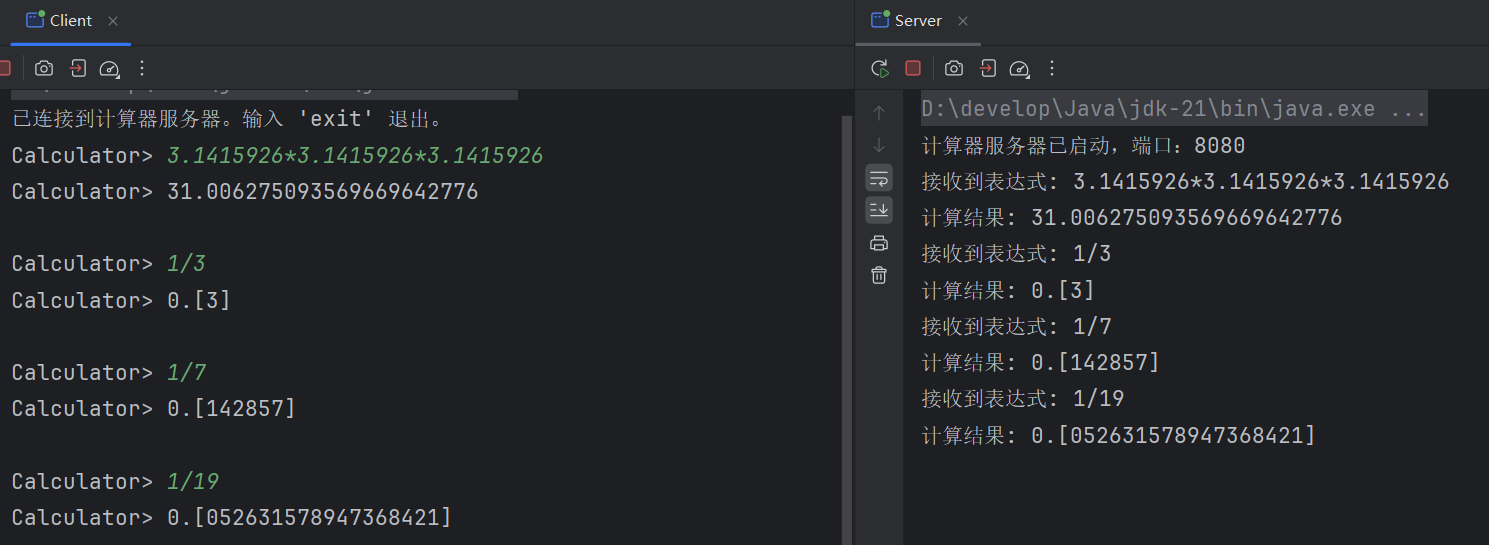 Client
已连接到计算器服务器。输入 'exit' 退出。
Calculator> 3.1415926*3.1415926*3.1415926
Calculator> 31.006275093569669642776
Calculator> 1/3
Calculator> 0.[3]
Calculator> 1/7
Calculator> 0.[142857]
Calculator> 1/19
Calculator> 0.[052631578947368421]
Server
D:\develop\Java\jdk-21\bin\java.exe ...
计算器服务器已启动，端口：8080
接收到表达式: 3.1415926*3.1415926*3.1415926
计算结果: 31.006275093569669642776
接收到表达式: 1/3
计算结果: 0.[3]
接收到表达式: 1/7
计算结果: 0.[142857]
接收到表达式: 1/19
计算结果: 0.[052631578947368421]